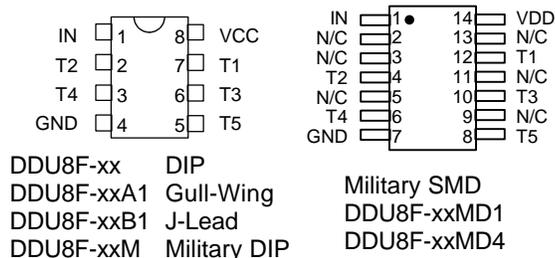 IN 1 8 VCC
T2 2 7 T1
T4 3 6 T3
GND 4 5 T5
DDU8F-xx DIP
DDU8F-xxA1 Gull-Wing
DDU8F-xxB1 J-Lead
DDU8F-xxM Military DIP
IN 1 14 VDD
N/C 2 13 N/C
N/C 3 12 T1
T2 4 11 N/C
N/C 5 10 T3
T4 6 9 N/C
GND 7 8 T5
Military SMD
DDU8F-xxMD1
DDU8F-xxMD4